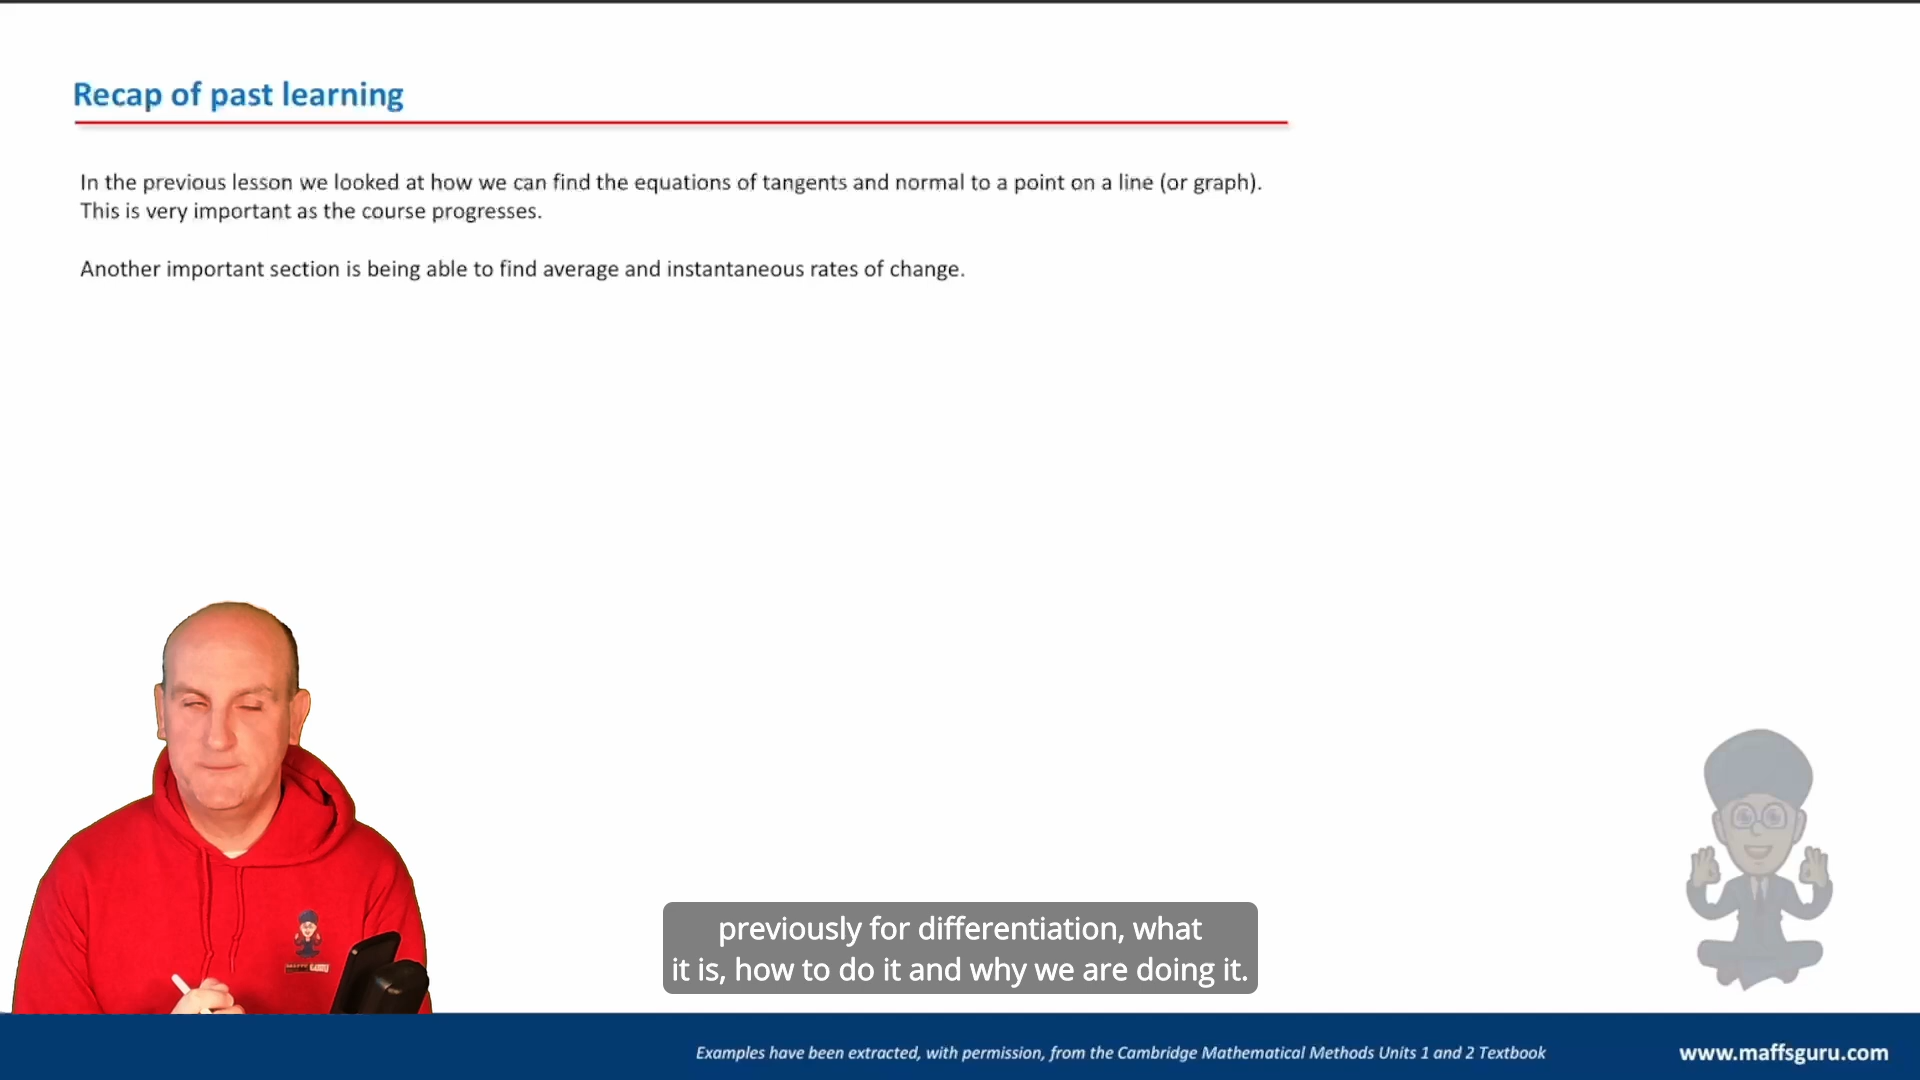 Recap of past learning
In the previous lesson we looked at how we can find the equations of tangents and normal to a point on a line (or graph).
This is very important as the course progresses.
Another important section is being able to find average and instantaneous rates of change.
previously for differentiation, what
it is, how to do it and why we are doing it.
Examples have been extracted, with permission, from the Cambridge Mathematical Methods Units 1 and 2 Textbook
www.maffsguru.com